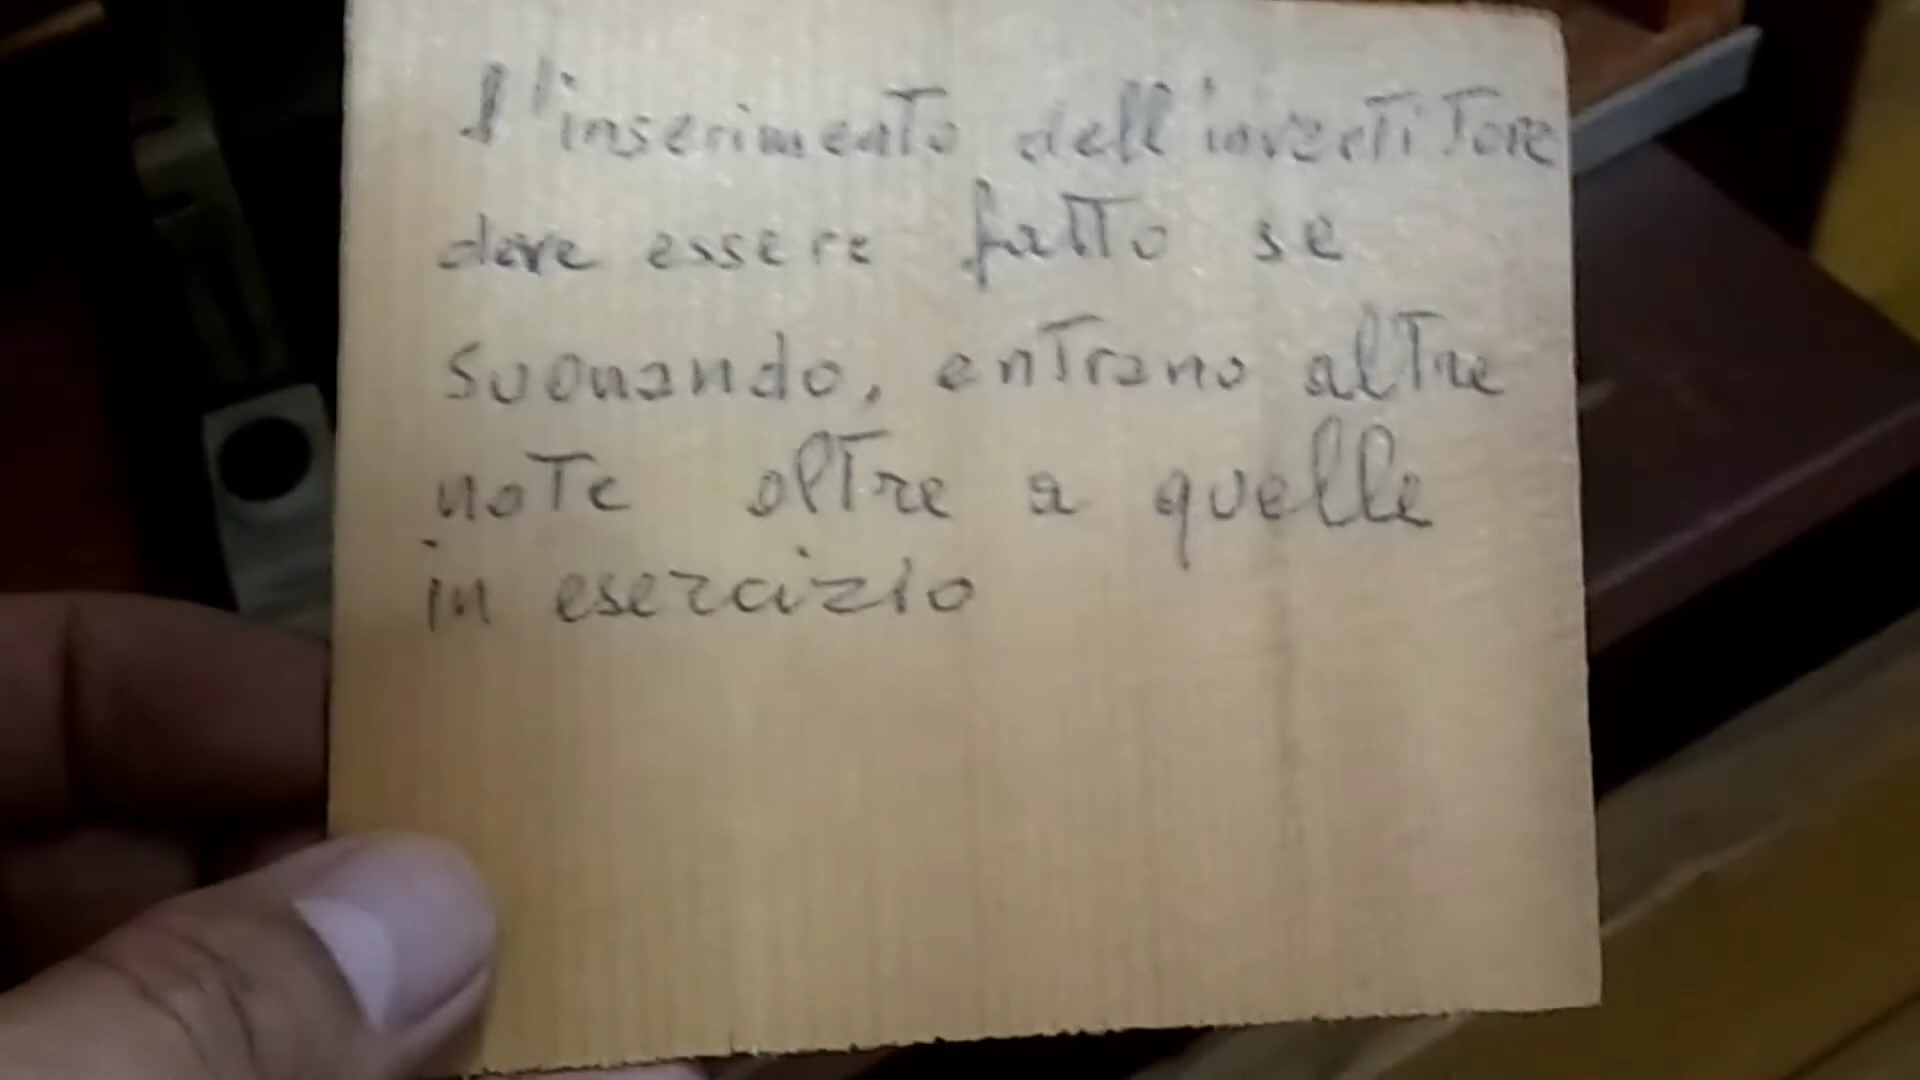 l'inserimento dell'invertitore
deve essere fatto se
suonando, entrano altre
note oltre a quelle
in esercizio